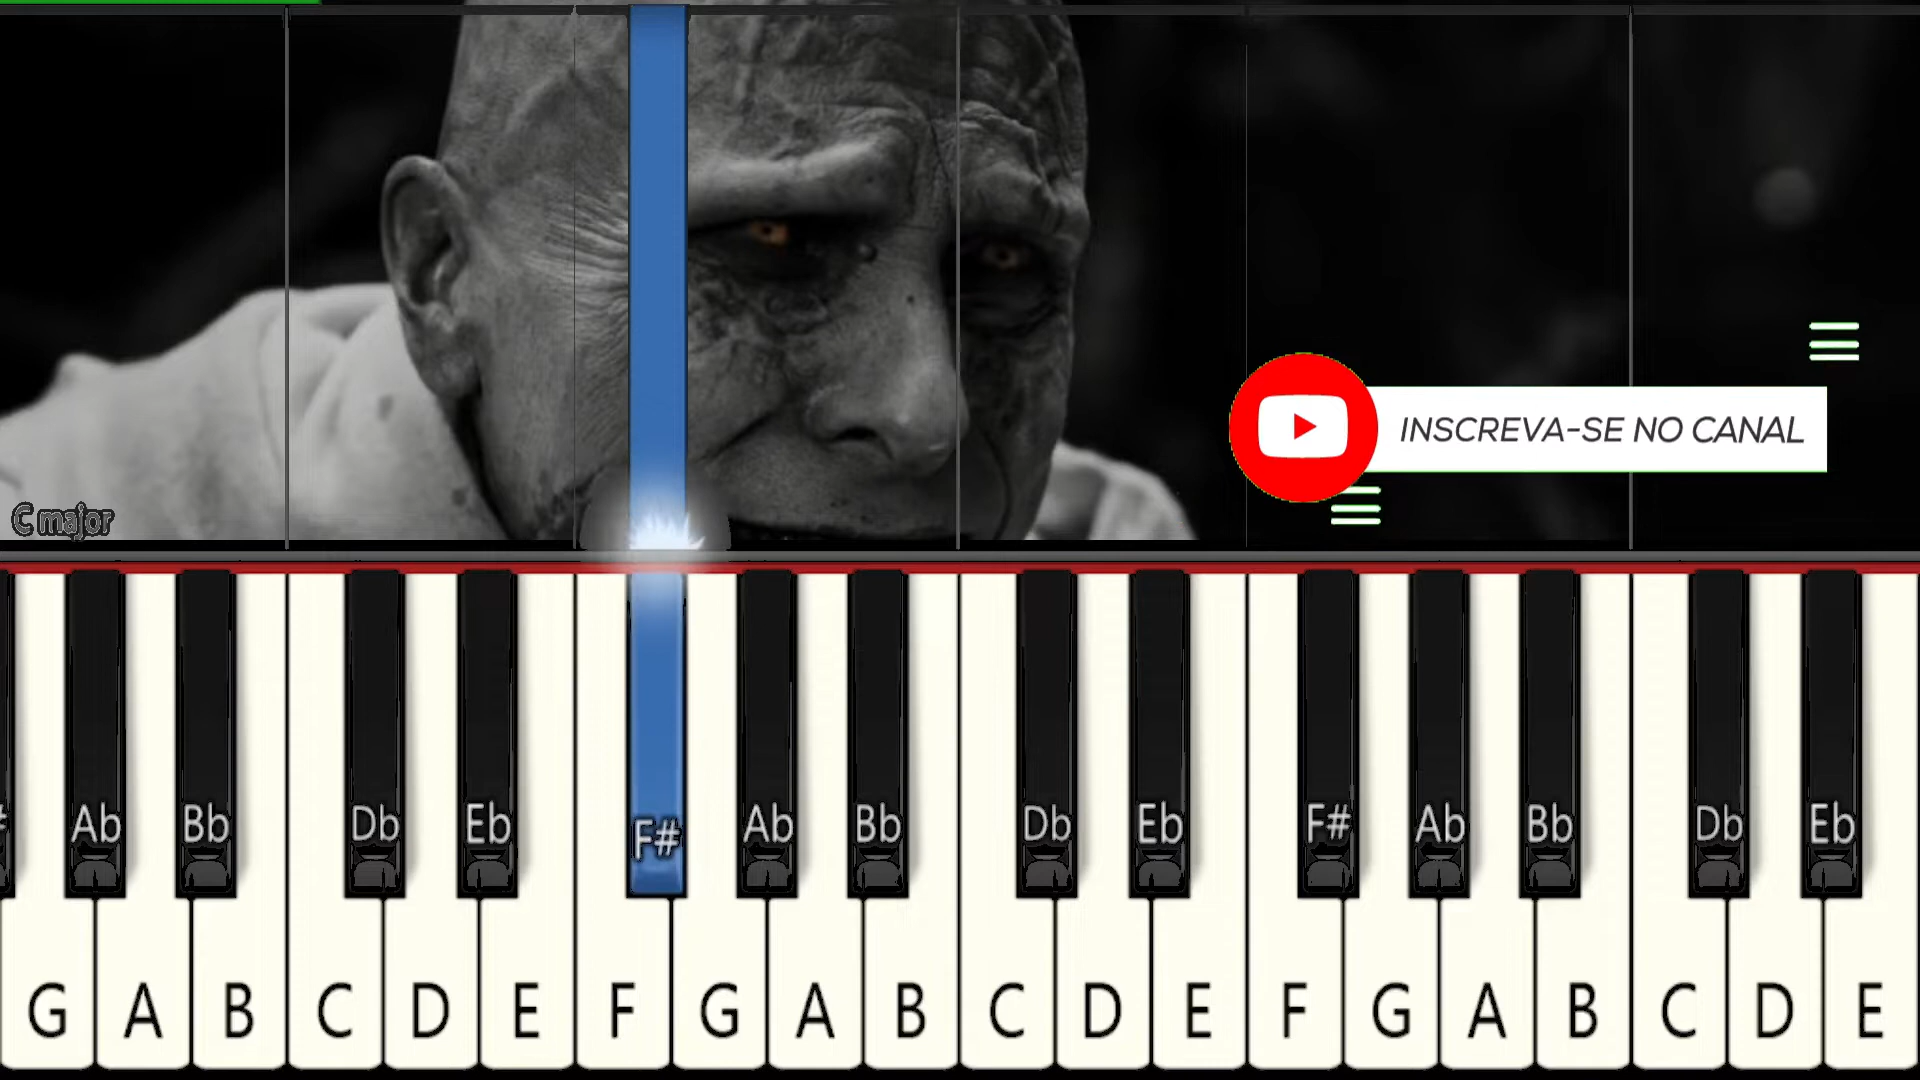 INSCREVA-SE NO CANAL
C major
# Ab Bb Db Eb F# Ab Bb Db Eb F# Ab Bb Db Eb
G A B C D E F G A B C D E F G A B C D E